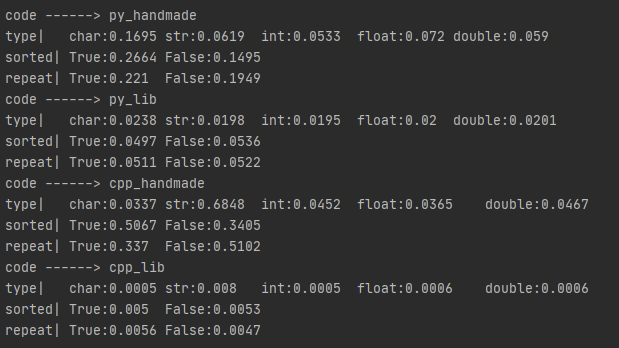 code ------> py_handmade
type|   char:0.1695 str:0.0619  int:0.0533  float:0.072 double:0.059
sorted| True:0.2664 False:0.1495
repeat| True:0.221  False:0.1949
code ------> py_lib
type|   char:0.0238 str:0.0198  int:0.0195  float:0.02  double:0.0201
sorted| True:0.0497 False:0.0536
repeat| True:0.0511 False:0.0522
code ------> cpp_handmade
type|   char:0.0337 str:0.6848  int:0.0452  float:0.0365    double:0.0467
sorted| True:0.5067 False:0.3405
repeat| True:0.337  False:0.5102
code ------> cpp_lib
type|   char:0.0005 str:0.008   int:0.0005  float:0.0006    double:0.0006
sorted| True:0.005  False:0.0053
repeat| True:0.0056 False:0.0047